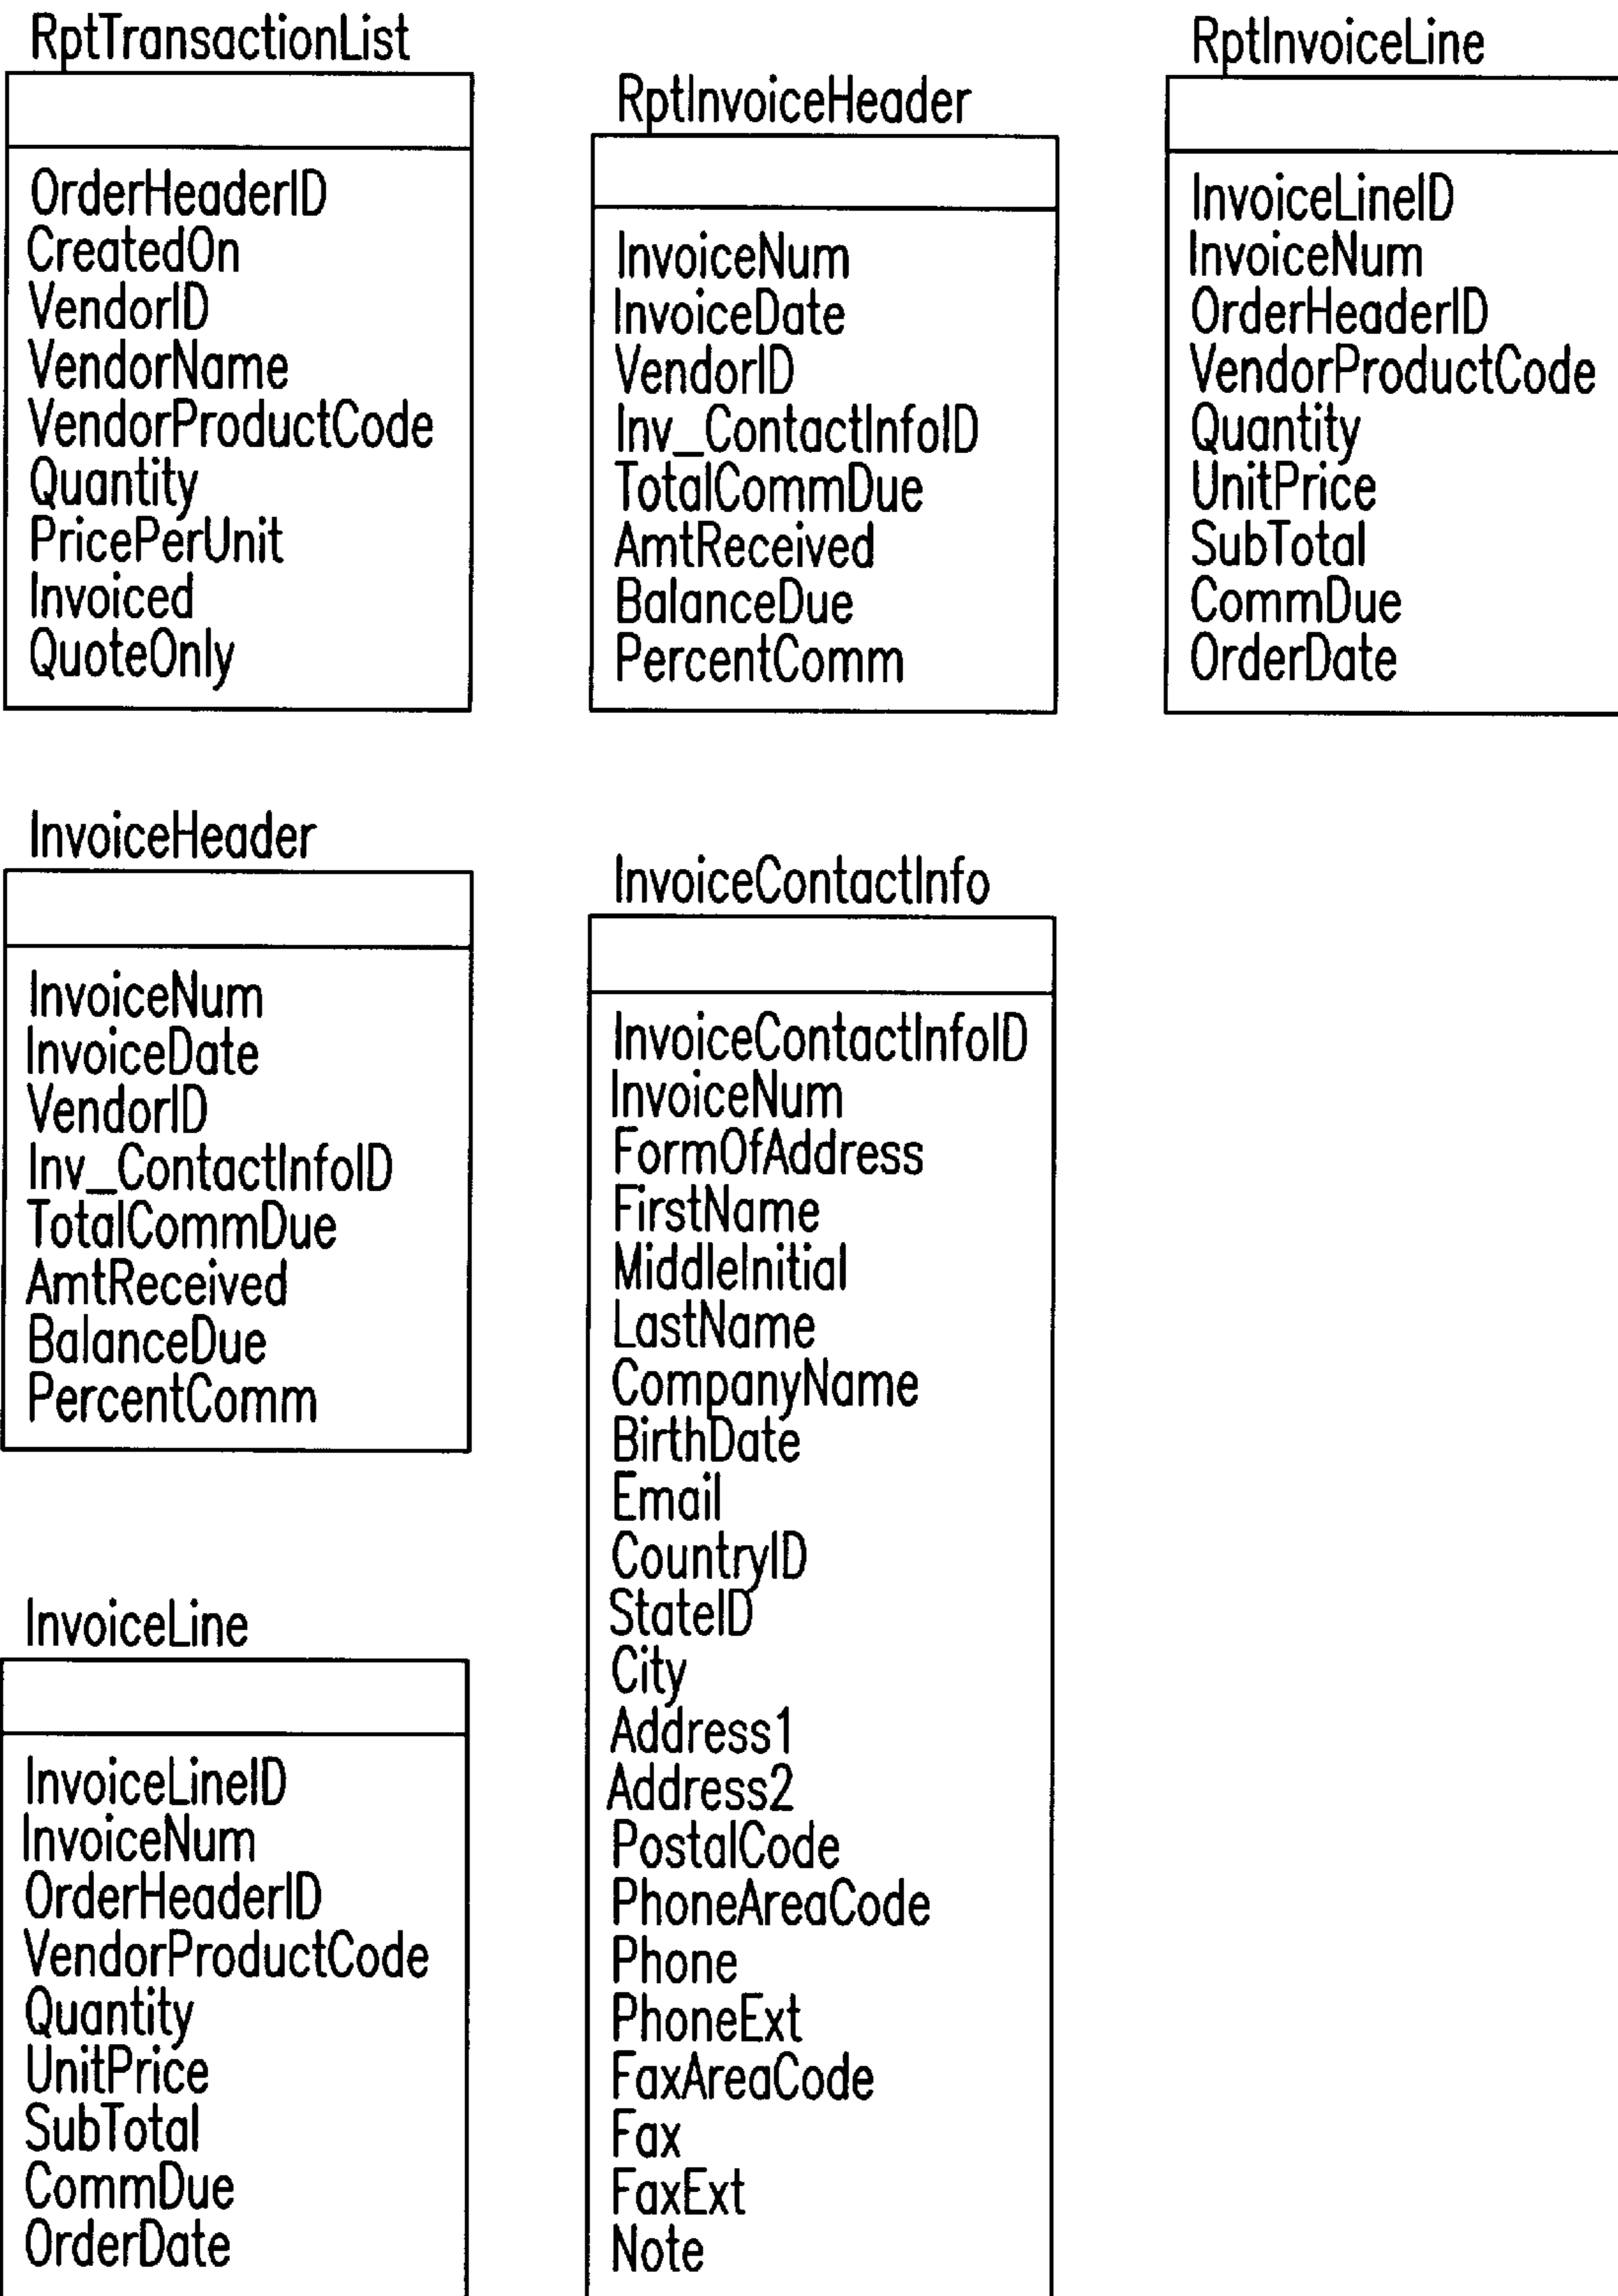 RptTransactionList
OrderHeaderID
CreatedOn
VendorID
VendorName
VendorProductCode
Quantity
PricePerUnit
Invoiced
QuoteOnly
RptInvoiceHeader
InvoiceNum
InvoiceDate
VendorID
Inv_ContactInfoID
TotalCommDue
AmtReceived
BalanceDue
PercentComm
RptInvoiceLine
InvoiceLineID
InvoiceNum
OrderHeaderID
VendorProductCode
Quantity
UnitPrice
SubTotal
CommDue
OrderDate
InvoiceHeader
InvoiceNum
InvoiceDate
VendorID
Inv_ContactInfoID
TotalCommDue
AmtReceived
BalanceDue
PercentComm
InvoiceContactInfo
InvoiceContactInfoID
InvoiceNum
FormOfAddress
FirstName
MiddleInitial
LastName
CompanyName
BirthDate
Email
CountryID
StateID
City
Address1
Address2
PostalCode
PhoneAreaCode
Phone
PhoneExt
FaxAreaCode
Fax
FaxExt
Note
InvoiceLine
InvoiceLineID
InvoiceNum
OrderHeaderID
VendorProductCode
Quantity
UnitPrice
SubTotal
CommDue
OrderDate